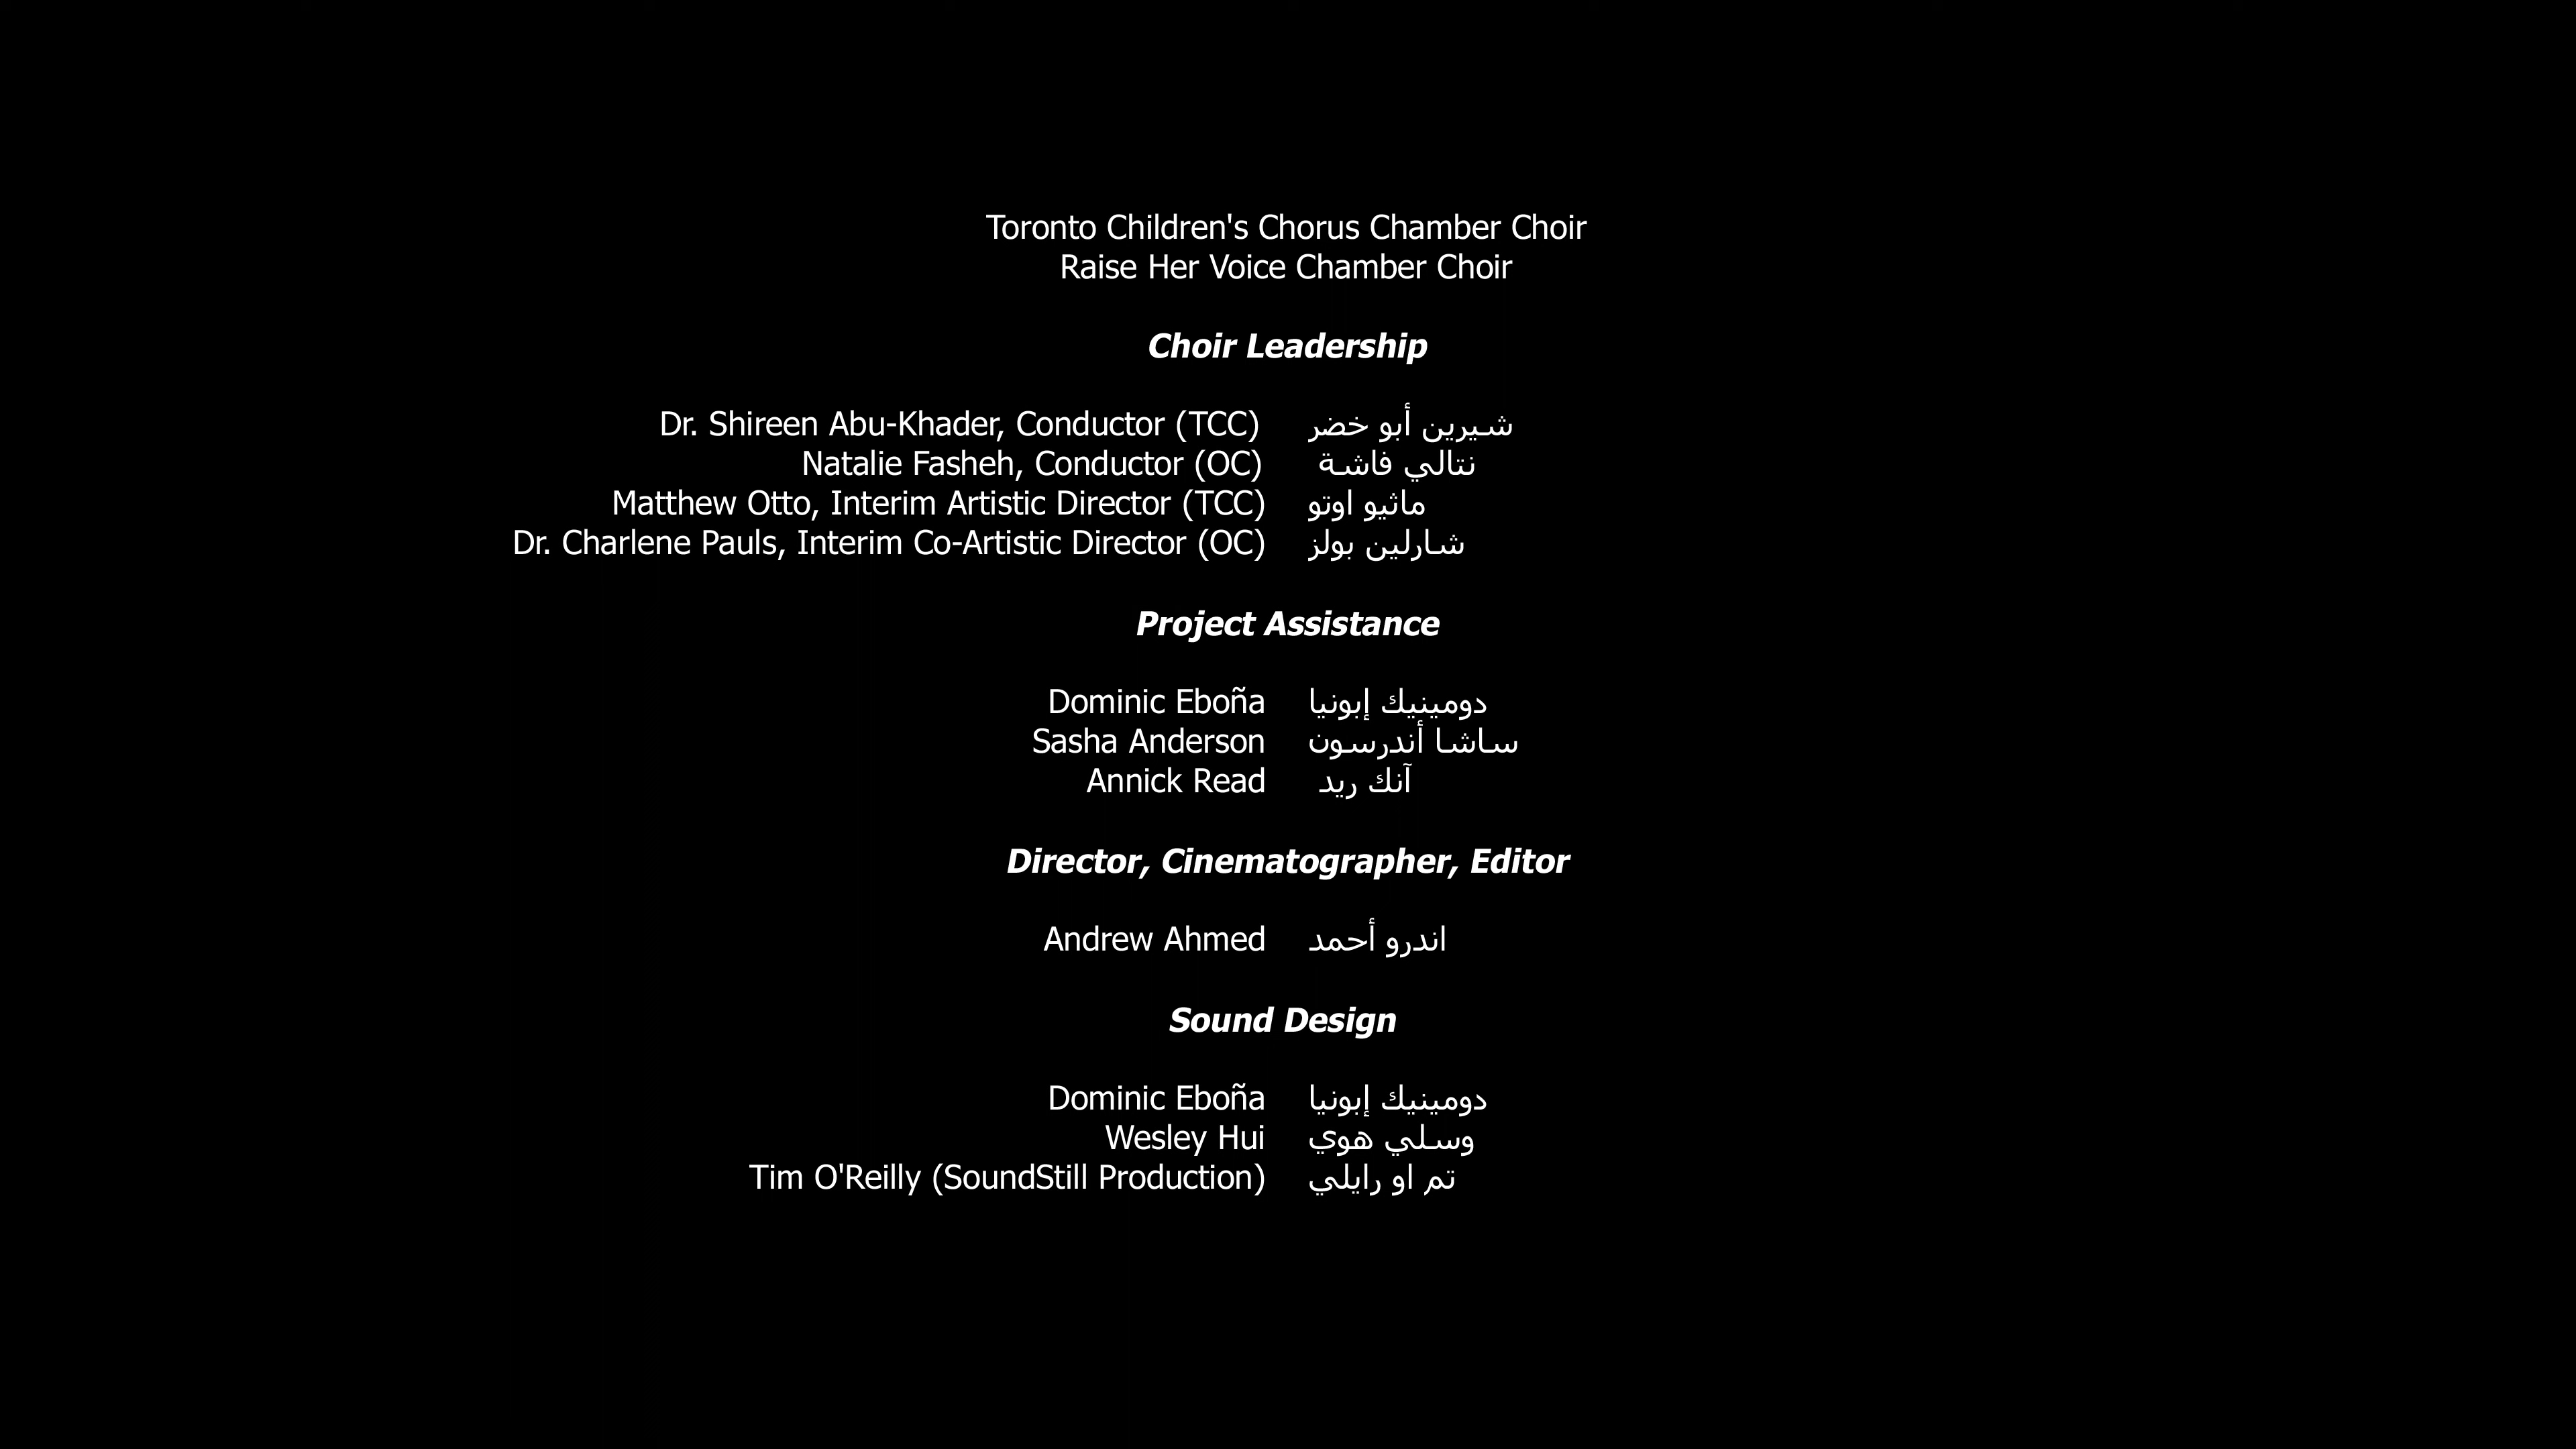 Toronto Children's Chorus Chamber Choir
Raise Her Voice Chamber Choir
Choir Leadership
Dr. Shireen Abu-Khader, Conductor (TCC) شيرين أبو خضر
Natalie Fasheh, Conductor (OC) نتالي فاشة
Matthew Otto, Interim Artistic Director (TCC) ماثيو اوتو
Dr. Charlene Pauls, Interim Co-Artistic Director (OC) شارلين بولز
Project Assistance
Dominic Eboña دومينيك إبونيا
Sasha Anderson ساشا أندرسون
Annick Read آنك ريد
Director, Cinematographer, Editor
Andrew Ahmed اندرو أحمد
Sound Design
Dominic Eboña دومينيك إبونيا
Wesley Hui وسلي هوي
Tim O'Reilly (SoundStill Production) تم او رايلي